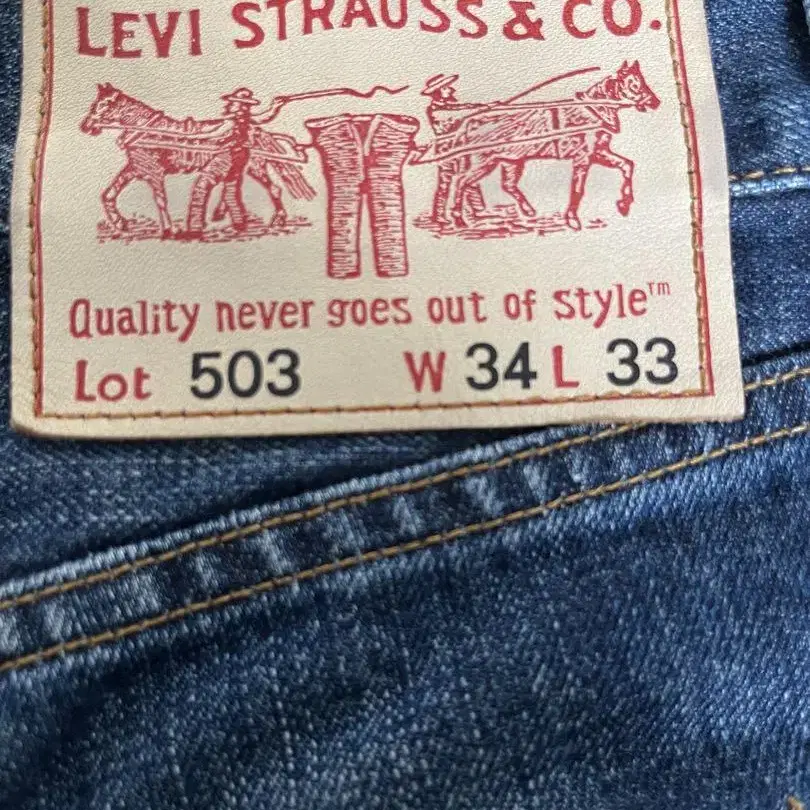 LEVI STRAUSS & CO.
Quality never goes out of style™
Lot 503 W 34 L 33